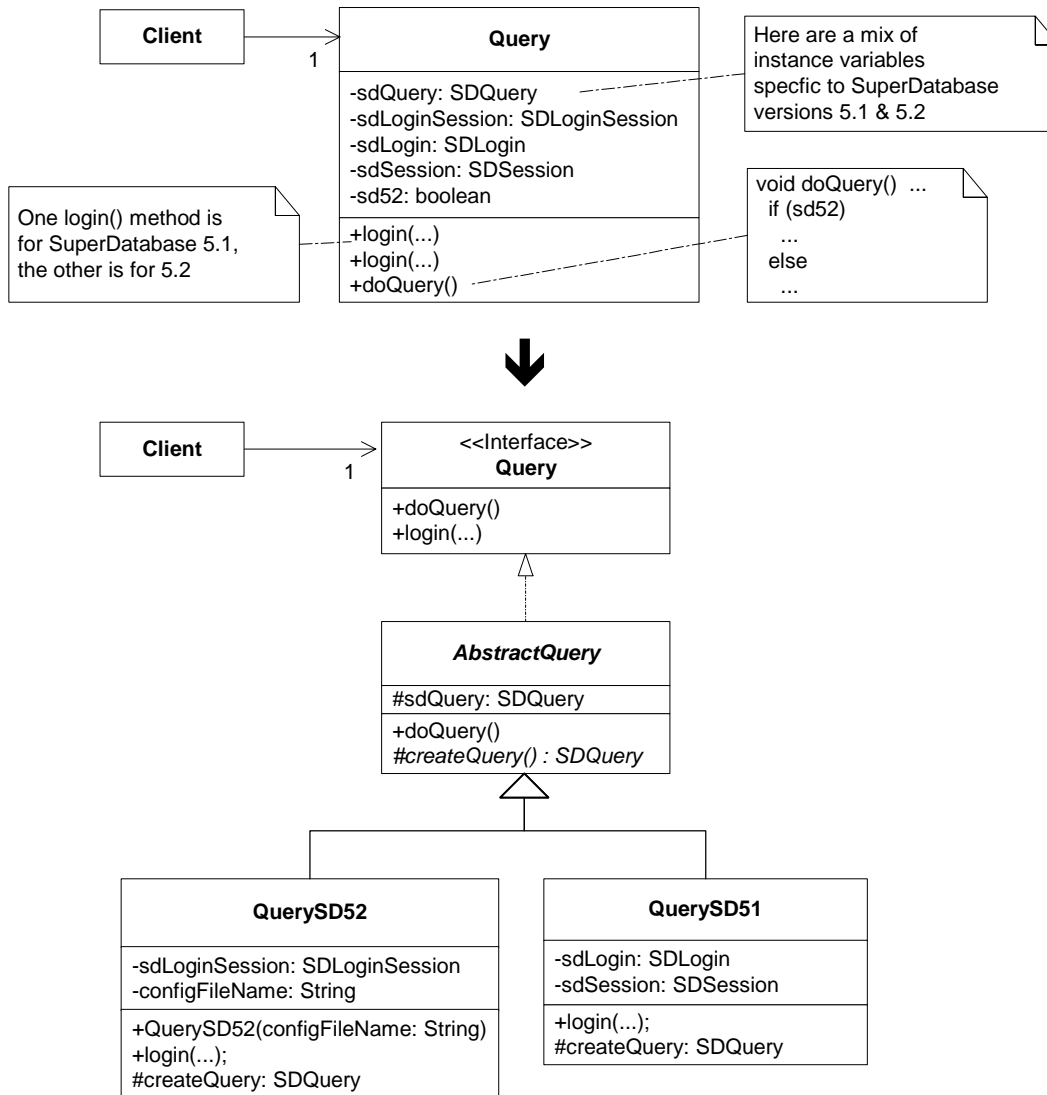 Client
1
Query
-sdQuery: SDQuery
-sdLoginSession: SDLoginSession
-sdLogin: SDLogin
-sdSession: SDSession
-sd52: boolean
+login(...)
+login(...)
+doQuery()
Here are a mix of
instance variables
specfic to SuperDatabase
versions 5.1 & 5.2
One login() method is
for SuperDatabase 5.1,
the other is for 5.2
void doQuery() ...
if (sd52)
...
else
...
Client
1
<<Interface>>
Query
+doQuery()
+login(...)
AbstractQuery
#sdQuery: SDQuery
+doQuery()
#createQuery() : SDQuery
QuerySD52
-sdLoginSession: SDLoginSession
-configFileName: String
+QuerySD52(configFileName: String)
+login(...);
#createQuery: SDQuery
QuerySD51
-sdLogin: SDLogin
-sdSession: SDSession
+login(...);
#createQuery: SDQuery